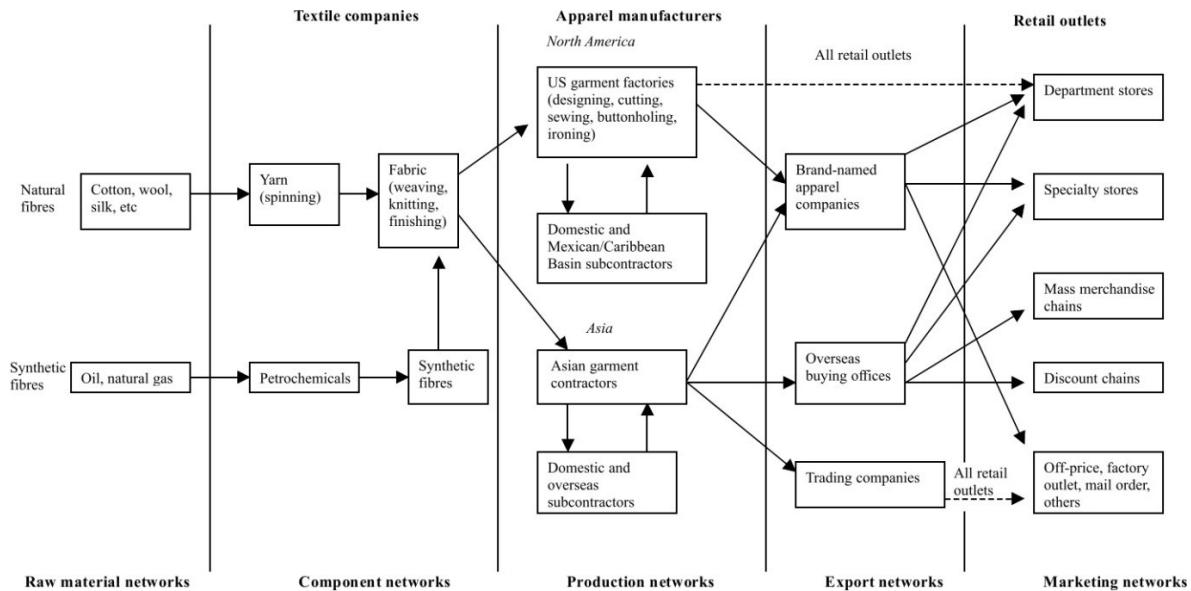 Textile companies
Apparel manufacturers
Retail outlets
North America
All retail outlets
US garment factories
(designing, cutting,
sewing, buttonholing,
ironing)
Department stores
Natural
fibres
Cotton, wool,
silk, etc
Yarn
(spinning)
Fabric
(weaving,
knitting,
finishing)
Brand-named
apparel
companies
Specialty stores
Domestic and
Mexican/Caribbean
Basin subcontractors
Mass merchandise
chains
Asia
Synthetic
fibres
Oil, natural gas
Petrochemicals
Synthetic
fibres
Asian garment
contractors
Overseas
buying offices
Discount chains
Domestic and
overseas
subcontractors
Trading companies
All retail
outlets
Off-price, factory
outlet, mail order,
others
Raw material networks
Component networks
Production networks
Export networks
Marketing networks